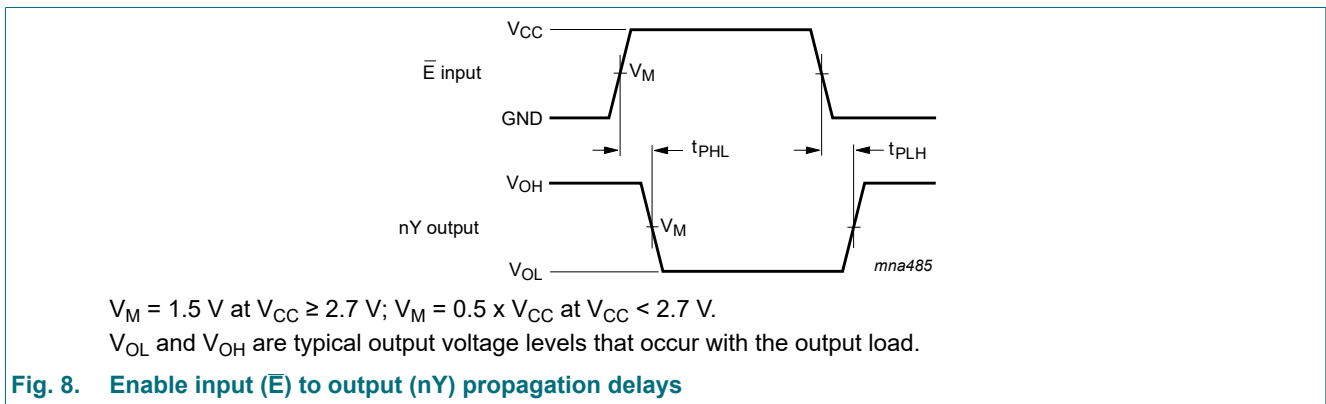 VCC
E̅ input
VM
GND
tPHL
tPLH
VOH
nY output
VM
VOL
mna485
VM = 1.5 V at VCC ≥ 2.7 V; VM = 0.5 x VCC at VCC < 2.7 V.
VOL and VOH are typical output voltage levels that occur with the output load.
Fig. 8. Enable input (E̅) to output (nY) propagation delays